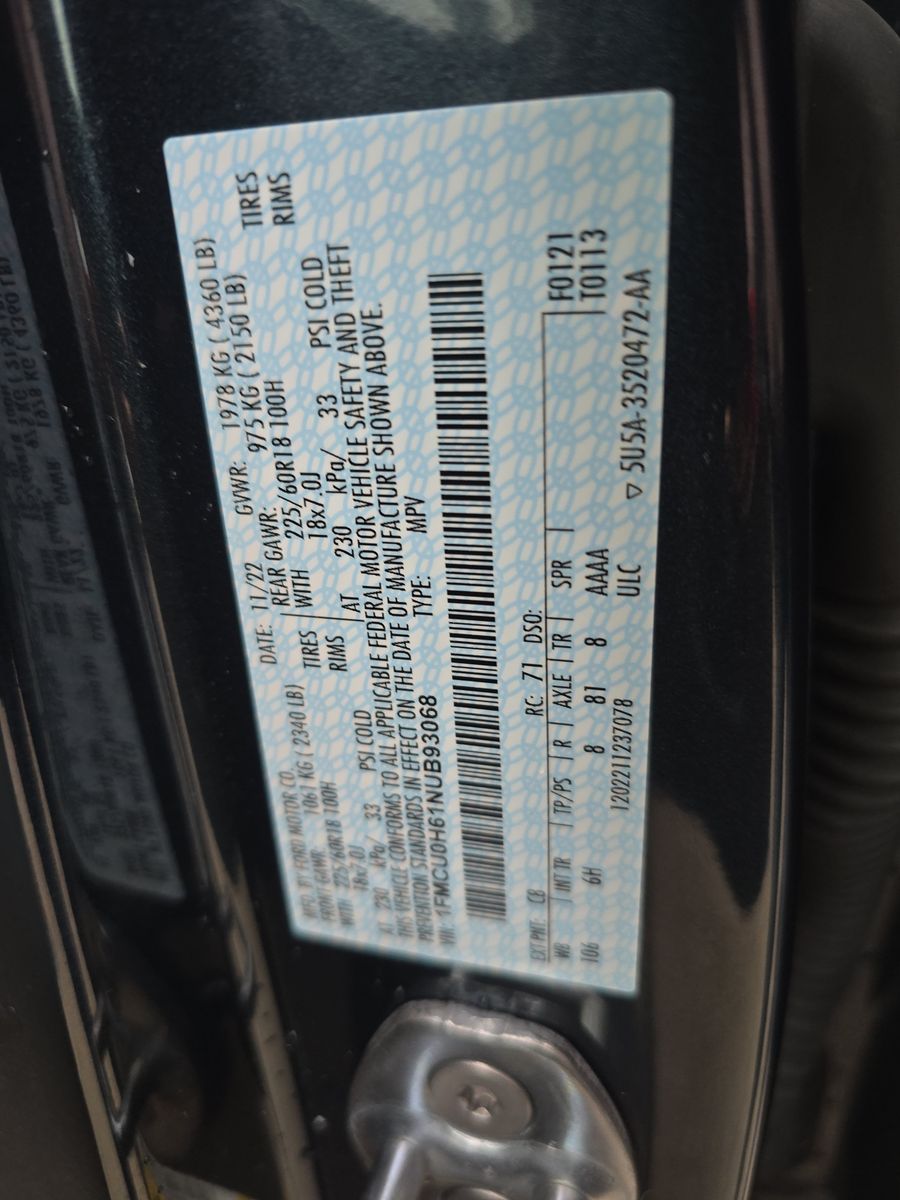 MFD. BY FORD MOTOR CO. DATE: 11/22 GVWR: 1978 KG ( 4360 LB)
FRONT GAWR: 1061 KG ( 2340 LB) REAR GAWR: 975 KG ( 2150 LB)
WITH 225/60R18 100H TIRES WITH 225/60R18 100H TIRES
18x7.0J RIMS 18x7.0J RIMS
AT 230 kPa/ 33 PSI COLD AT 230 kPa/ 33 PSI COLD
THIS VEHICLE CONFORMS TO ALL APPLICABLE FEDERAL MOTOR VEHICLE SAFETY AND THEFT
PREVENTION STANDARDS IN EFFECT ON THE DATE OF MANUFACTURE SHOWN ABOVE.
VIN: 1FMCU0H61NUB93068 TYPE: MPV
EXT PNT: C8 RC: 71 DSO: F0121
WB INT TR TP/PS R AXLE TR SPR T0113
106 6H 8 81 8 AAAA
1202211237078 ULC ▽ 5U5A-3520472-AA